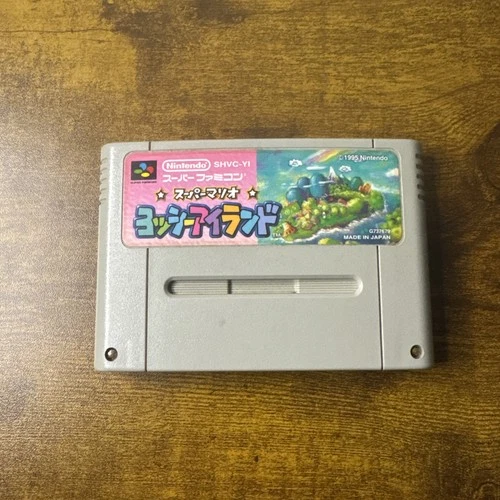 Nintendo SHVC-YI
スーパーファミコン
スーパーマリオ
ヨッシーアイランド
TM
© 1995 Nintendo
MADE IN JAPAN